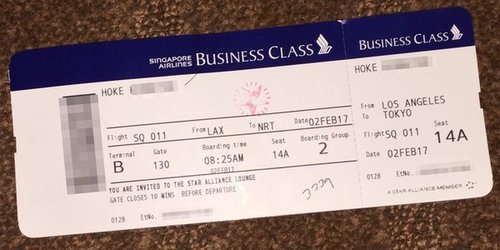 SINGAPORE AIRLINES BUSINESS CLASS
HOKE
Flight SQ 011 From LAX To NRT Date 02FEB17
Terminal Gate Boarding time Seat Boarding Group
B 130 08:25AM 14A 2
02FEB17
YOU ARE INVITED TO THE STAR ALLIANCE LOUNGE
GATE CLOSES 10 MINS BEFORE DEPARTURE
0128 EtNo.
BUSINESS CLASS
HOKE
From LOS ANGELES
To TOKYO
Flight SQ 011 Seat
Date 02FEB17 14A
A STAR ALLIANCE MEMBER
0128 EtNo.